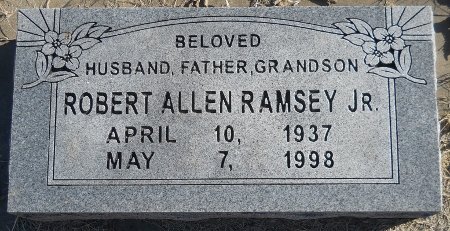 BELOVED
HUSBAND, FATHER, GRANDSON
ROBERT ALLEN RAMSEY JR.
APRIL 10, 1937
MAY 7, 1998